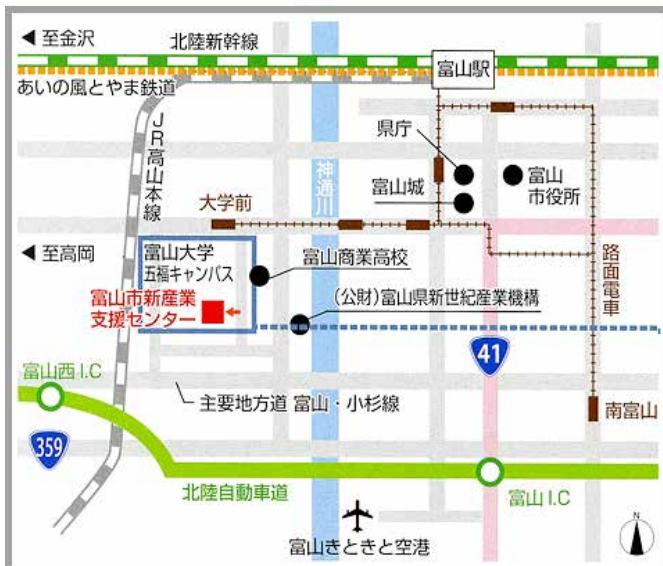 ◀ 至金沢
北陸新幹線
富山駅
あいの風とやま鉄道
JR高山本線
神通川
県庁
富山城
富山
市役所
大学前
◀至高岡
富山大学
五福キャンパス
富山商業高校
路面電車
富山市新産業
支援センター
(公財)富山県新世紀産業機構
41
富山西I.C
主要地方道 富山・小杉線
南富山
359
北陸自動車道
富山I.C
富山きときと空港
N